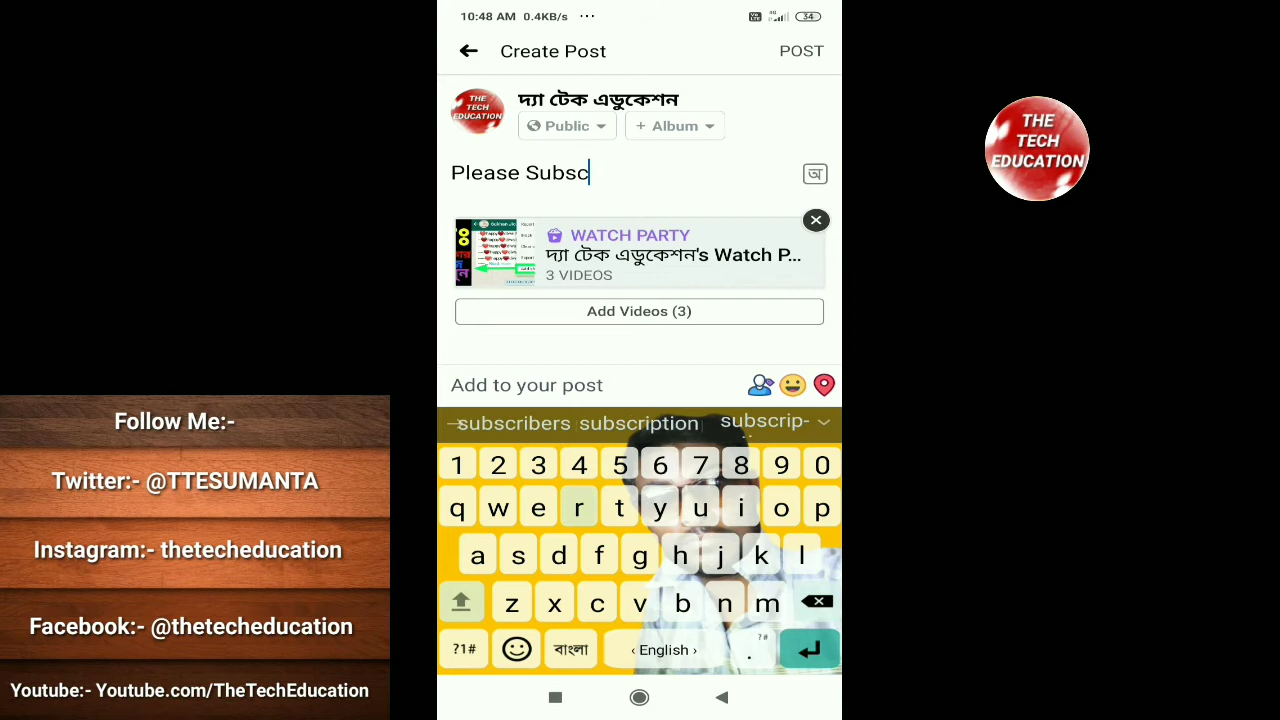 10:48 AM 0.4KB/s ...
34
Create Post
POST
THE
TECH
EDUCATION
দ্যা টেক এডুকেশন
Public
+ Album
Please Subsc
অ
WATCH PARTY
দ্যা টেক এডুকেশন's Watch P...
3 VIDEOS
Add Videos (3)
Add to your post
subscribers subscription subscrip-
1 2 3 4 5 6 7 8 9 0
q w e r t y u i o p
a s d f g h j k l
z x c v b n m
?1# বাংলা ‹ English › . ?#
THE
TECH
EDUCATION
Follow Me:-
Twitter:- @TTESUMANTA
Instagram:- thetecheducation
Facebook:- @thetecheducation
Youtube:- Youtube.com/TheTechEducation